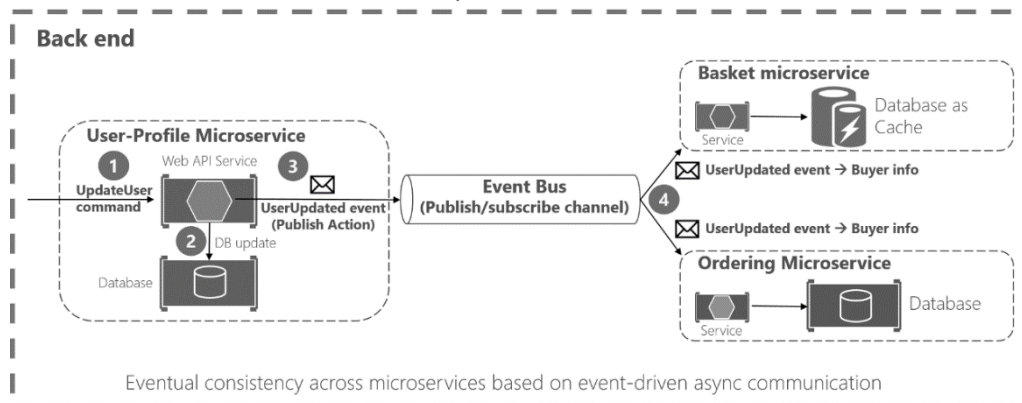 Back end
User-Profile Microservice
1
Web API Service
3
UpdateUser
command
UserUpdated event
(Publish Action)
2
DB update
Database
Event Bus
(Publish/subscribe channel)
4
Basket microservice
Service
Database as
Cache
UserUpdated event → Buyer info
UserUpdated event → Buyer info
Ordering Microservice
Service
Database
Eventual consistency across microservices based on event-driven async communication